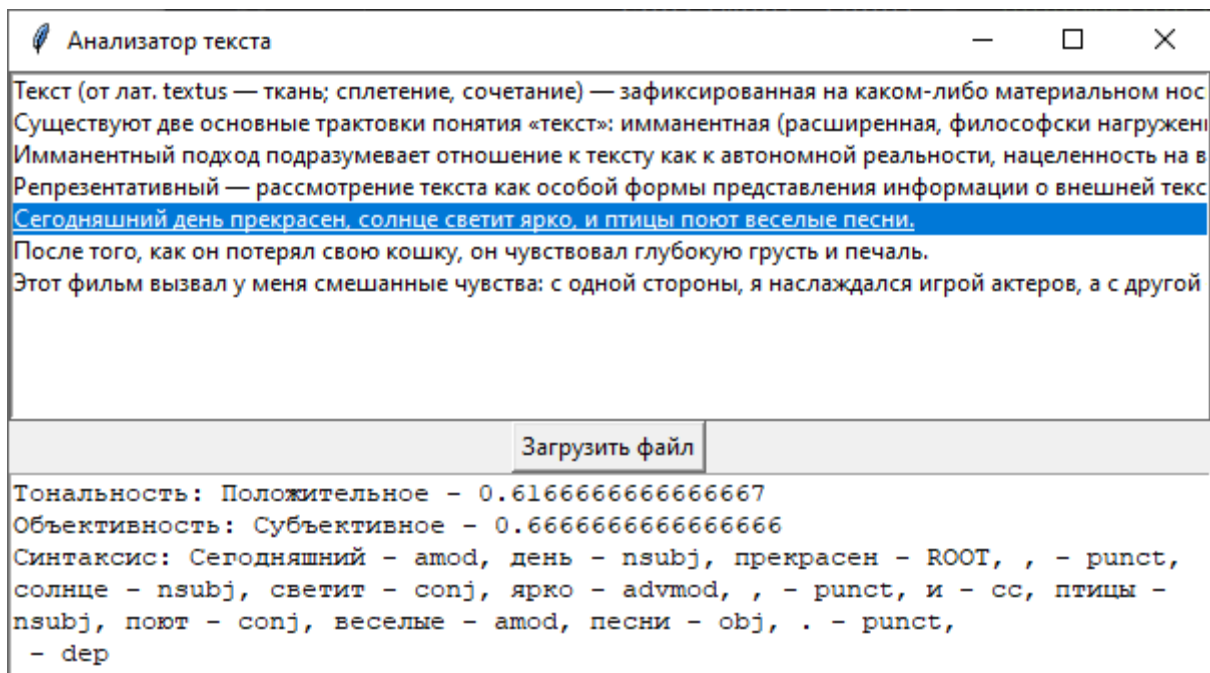 Анализатор текста
Текст (от лат. textus — ткань; сплетение, сочетание) — зафиксированная на каком-либо материальном нос
Существуют две основные трактовки понятия «текст»: имманентная (расширенная, философски нагружен
Имманентный подход подразумевает отношение к тексту как к автономной реальности, нацеленность на в
Репрезентативный — рассмотрение текста как особой формы представления информации о внешней текс
Сегодняшний день прекрасен, солнце светит ярко, и птицы поют веселые песни.
После того, как он потерял свою кошку, он чувствовал глубокую грусть и печаль.
Этот фильм вызвал у меня смешанные чувства: с одной стороны, я наслаждался игрой актеров, а с другой
Загрузить файл
Тональность: Положительное - 0.6166666666666667
Объективность: Субъективное - 0.6666666666666666
Синтаксис: Сегодняшний - amod, день - nsubj, прекрасен - ROOT, , - punct,
солнце - nsubj, светит - conj, ярко - advmod, , - punct, и - cc, птицы -
nsubj, поют - conj, веселые - amod, песни - obj, . - punct,
- dep